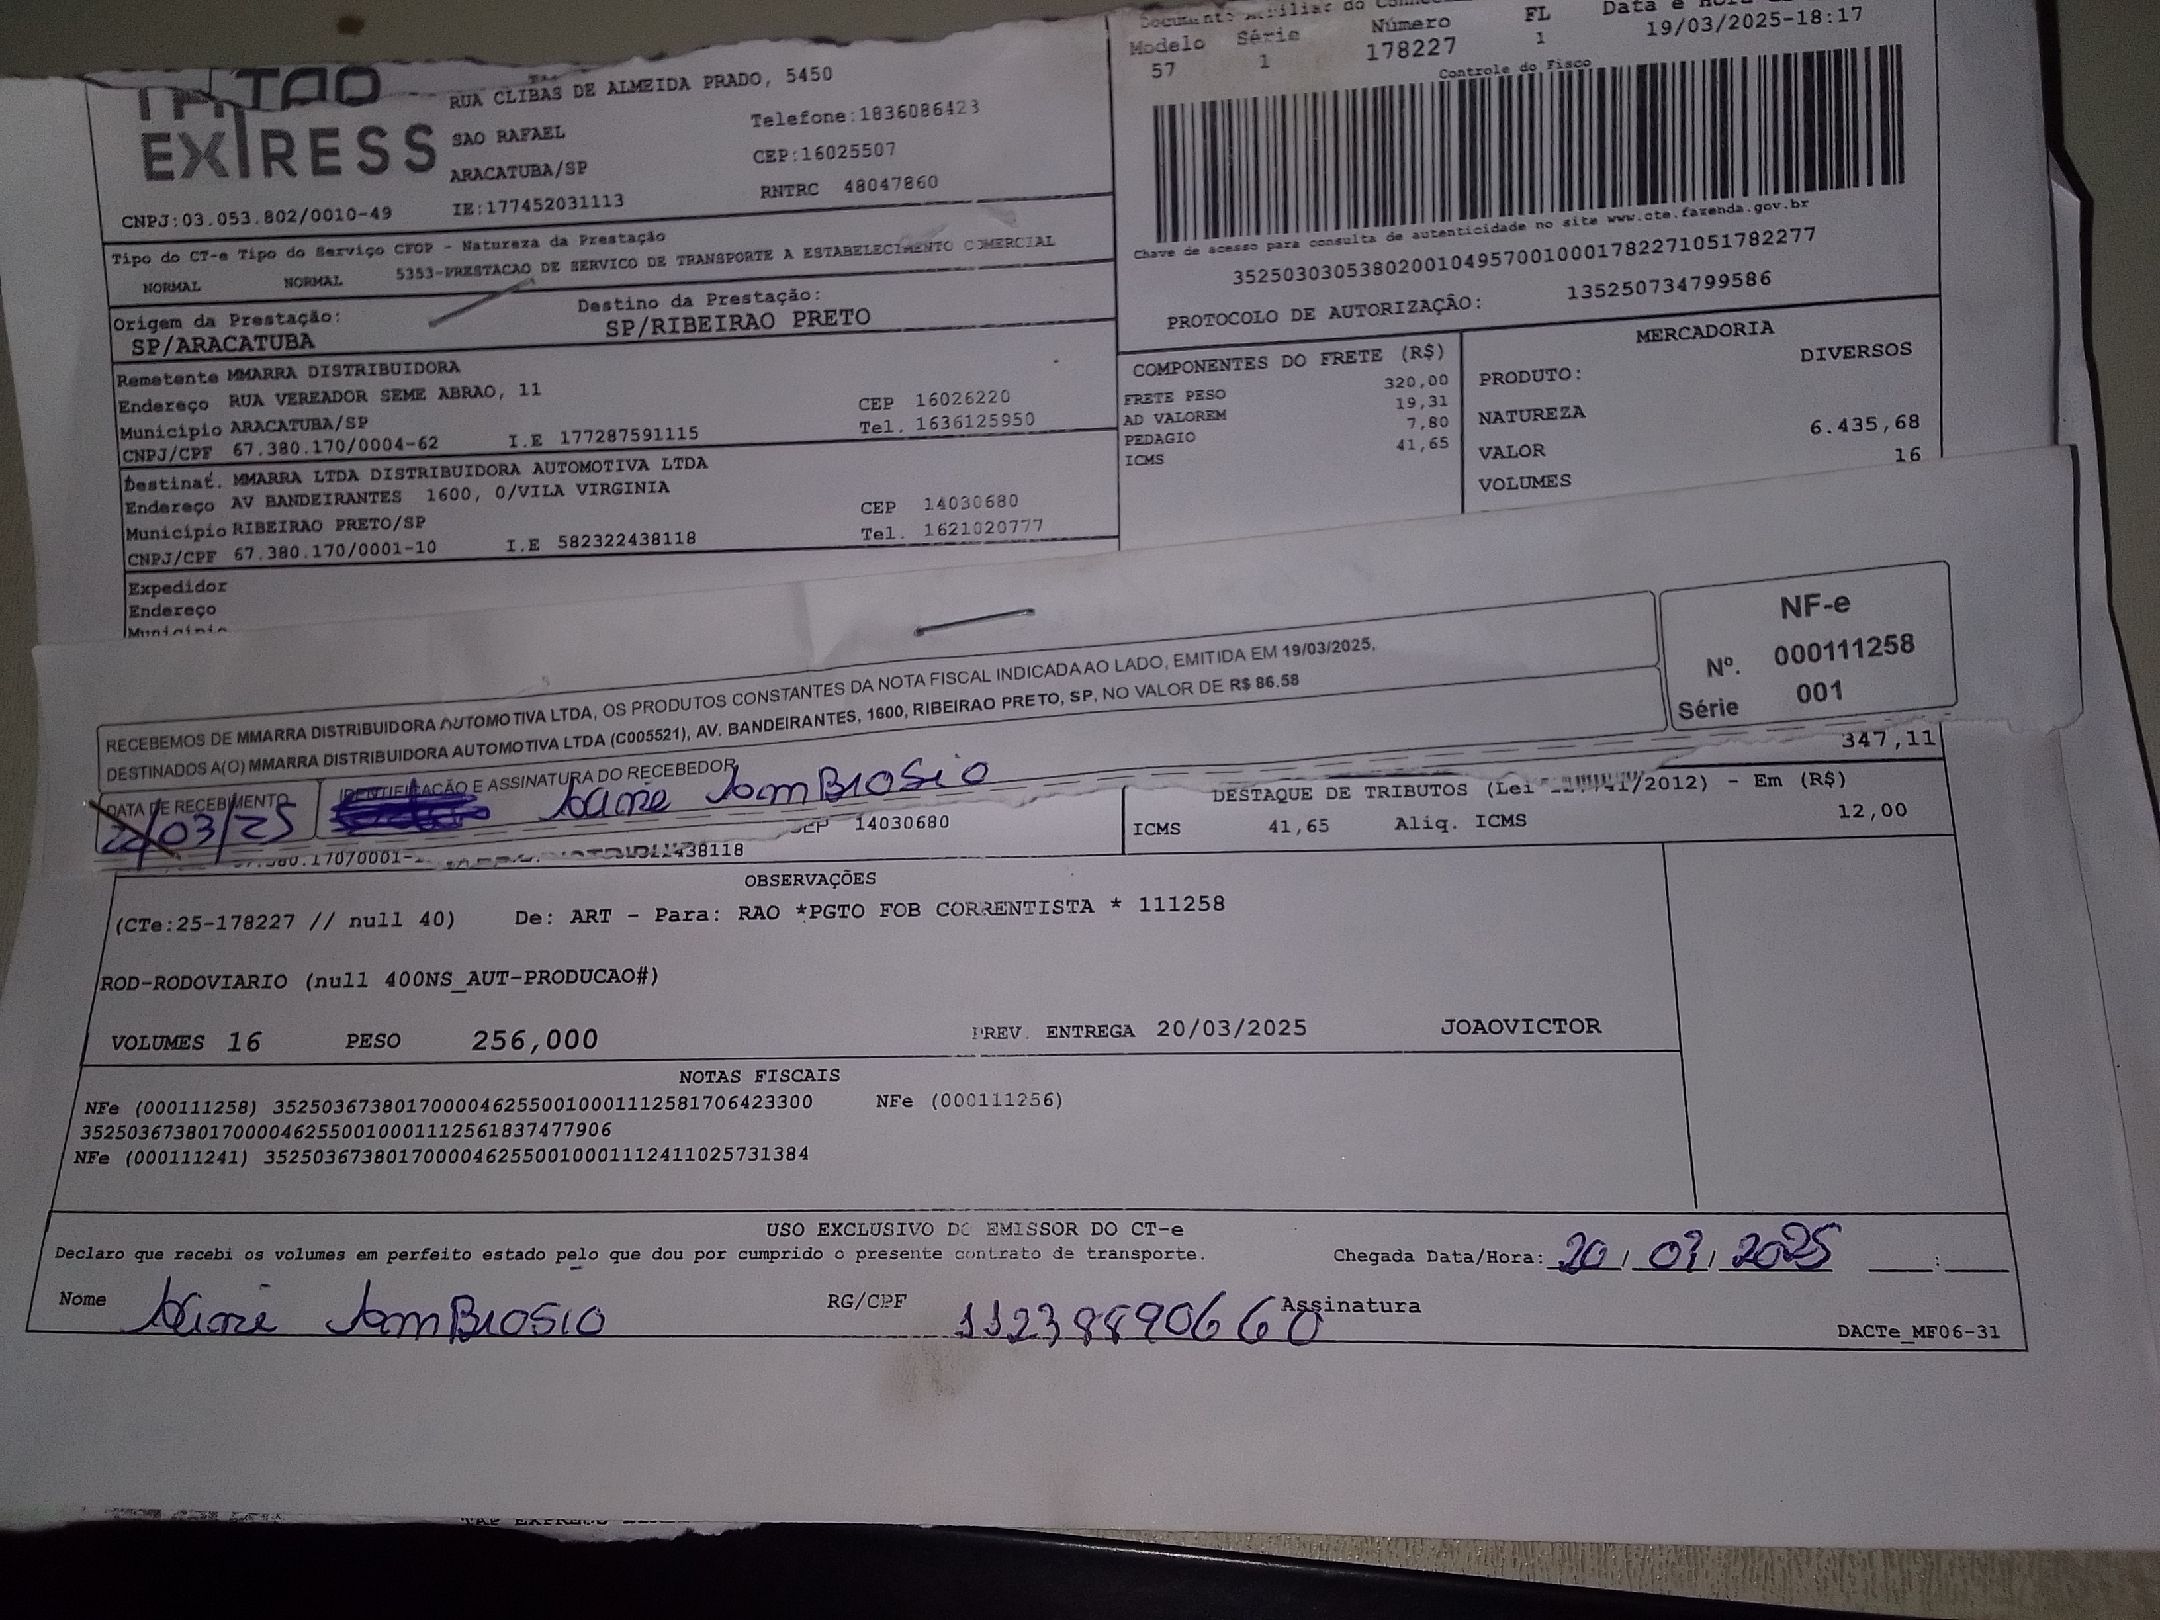 EXPRESS
RUA CLIBAS DE ALMEIDA PRADO, 5450
SAO RAFAEL
ARACATUBA/SP
IE:177452031113
Telefone:1836086423
CEP:16025507
RNTRC 48047860
CNPJ:03.053.802/0010-49
Modelo Série Número FL
57 1 178227 1
19/03/2025-18:17
Controle do Fisco
Chave de acesso para consulta de autenticidade no site www.cte.fazenda.gov.br
35250303053802001049570010001782271051782277
PROTOCOLO DE AUTORIZAÇÃO: 135250734799586
Tipo do CT-e Tipo do Serviço CFOP - Natureza da Prestação
NORMAL NORMAL 5353-PRESTACAO DE SERVICO DE TRANSPORTE A ESTABELECIMENTO COMERCIAL
Origem da Prestação: Destino da Prestação:
SP/ARACATUBA SP/RIBEIRAO PRETO
Remetente MMARRA DISTRIBUIDORA
Endereço RUA VEREADOR SEME ABRAO, 11 CEP 16026220
Municipio ARACATUBA/SP Tel. 1636125950
CNPJ/CPF 67.380.170/0004-62 I.E 177287591115
Destinat. MMARRA LTDA DISTRIBUIDORA AUTOMOTIVA LTDA
Endereço AV BANDEIRANTES 1600, 0/VILA VIRGINIA CEP 14030680
Municipio RIBEIRAO PRETO/SP Tel. 1621020777
CNPJ/CPF 67.380.170/0001-10 I.E 582322438118
Expedidor
Endereço
COMPONENTES DO FRETE (R$)
FRETE PESO 320,00
AD VALOREM 19,31
PEDAGIO 7,80
ICMS 41,65
MERCADORIA
PRODUTO: DIVERSOS
NATUREZA
VALOR 6.435,68
VOLUMES 16
RECEBEMOS DE MMARRA DISTRIBUIDORA AUTOMOTIVA LTDA, OS PRODUTOS CONSTANTES DA NOTA FISCAL INDICADA AO LADO, EMITIDA EM 19/03/2025,
DESTINADOS A(O) MMARRA DISTRIBUIDORA AUTOMOTIVA LTDA (C005521), AV. BANDEIRANTES, 1600, RIBEIRAO PRETO, SP, NO VALOR DE R$ 86.58
NF-e
Nº. 000111258
Série 001
DATA DE RECEBIMENTO IDENTIFICAÇÃO E ASSINATURA DO RECEBEDOR
/03/25
347,11
CEP 14030680
DESTAQUE DE TRIBUTOS /2012) - Em (R$)
ICMS 41,65 Aliq. ICMS 12,00
OBSERVAÇÕES
(CTe:25-178227 // null 40) De: ART - Para: RAO *PGTO FOB CORRENTISTA * 111258
ROD-RODOVIARIO (null 400NS_AUT-PRODUCAO#)
VOLUMES 16 PESO 256,000 PREV. ENTREGA 20/03/2025 JOAOVICTOR
NOTAS FISCAIS
NFe (000111258) 35250367380170000462550010001112581706423300 NFe (000111256)
35250367380170000462550010001112561837477906
NFe (000111241) 35250367380170000462550010001112411025731384
USO EXCLUSIVO DO EMISSOR DO CT-e
Declaro que recebi os volumes em perfeito estado pelo que dou por cumprido o presente contrato de transporte. Chegada Data/Hora: 20/03/2025
Nome RG/CPF 11238890660 Assinatura
DACTe_MF06-31